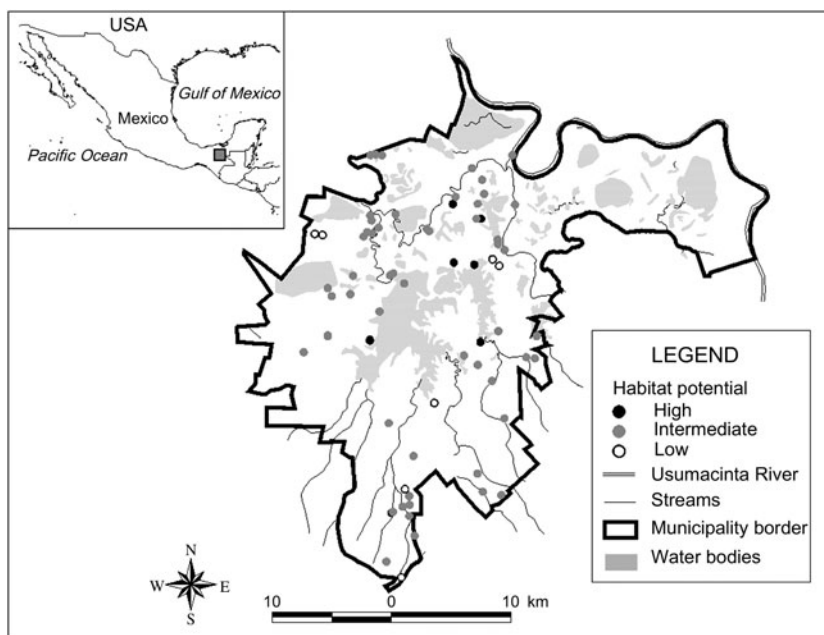 USA
Gulf of Mexico
Mexico
Pacific Ocean
LEGEND
Habitat potential
High
Intermediate
Low
Usumacinta River
Streams
Municipality border
Water bodies
N
W E
S
10 0 10 km